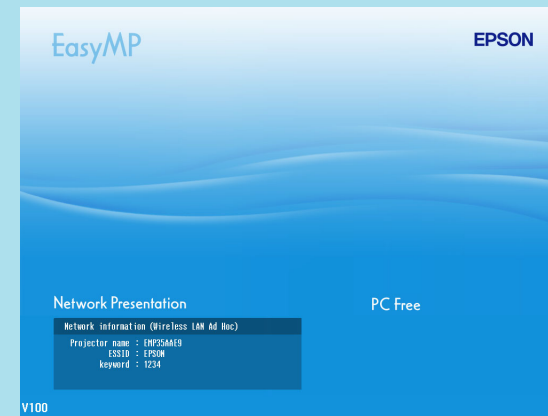 EasyMP
EPSON
Network Presentation
PC Free
Network information (Wireless LAN Ad Hoc)
Projector name : EMP35AAE9
ESSID : EPSON
keyword : 1234
V100